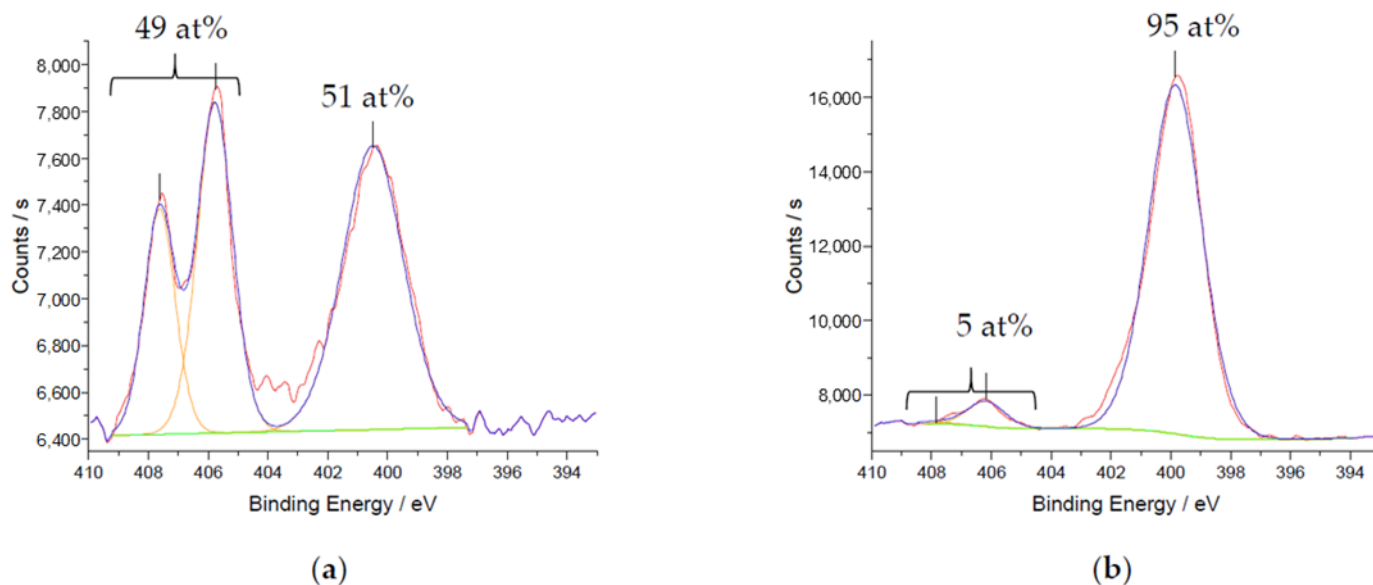 49 at%
51 at%
Counts / s
8,000
7,800
7,600
7,400
7,200
7,000
6,800
6,600
6,400
410 408 406 404 402 400 398 396 394
Binding Energy / eV
(a)
95 at%
5 at%
Counts / s
16,000
14,000
12,000
10,000
8,000
410 408 406 404 402 400 398 396 394
Binding Energy / eV
(b)